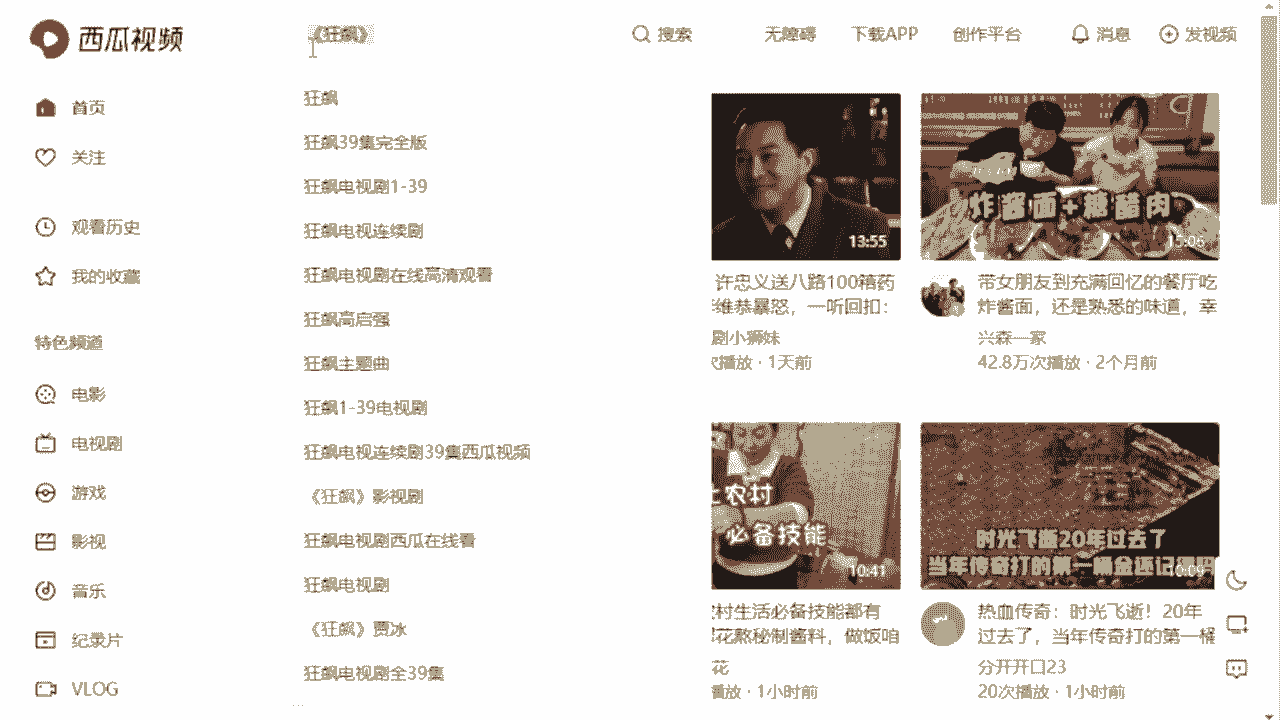 西瓜视频
《狂飙》
搜索
无障碍
下载APP
创作平台
消息
发视频
首页
关注
观看历史
我的收藏
特色频道
电影
电视剧
游戏
影视
音乐
纪录片
VLOG
狂飙
狂飙39集完全版
狂飙电视剧1-39
狂飙电视连续剧
狂飙电视剧在线高清观看
狂飙高启强
狂飙主题曲
狂飙1-39电视剧
狂飙电视连续剧39集西瓜视频
《狂飙》影视剧
狂飙电视剧西瓜在线看
狂飙电视剧
《狂飙》贾冰
狂飙电视剧全39集
13:55
许忠义送八路100箱药
维恭暴怒，一听回扣：
剧小狮妹
次播放 · 1天前
炸酱面+糖醋肉
15:06
带女朋友到充满回忆的餐厅吃
炸酱面，还是熟悉的味道，幸
兴森一家
42.8万次播放 · 2个月前
农村
必备技能
10:41
村生活必备技能都有
花熬秘制酱料，做饭咱
花
播放 · 1小时前
时光飞逝20年过去了
当年传奇打的第一桶金还记得吗
10:09
热血传奇：时光飞逝！20年
过去了，当年传奇打的第一桶
分开开口23
20次播放 · 1小时前